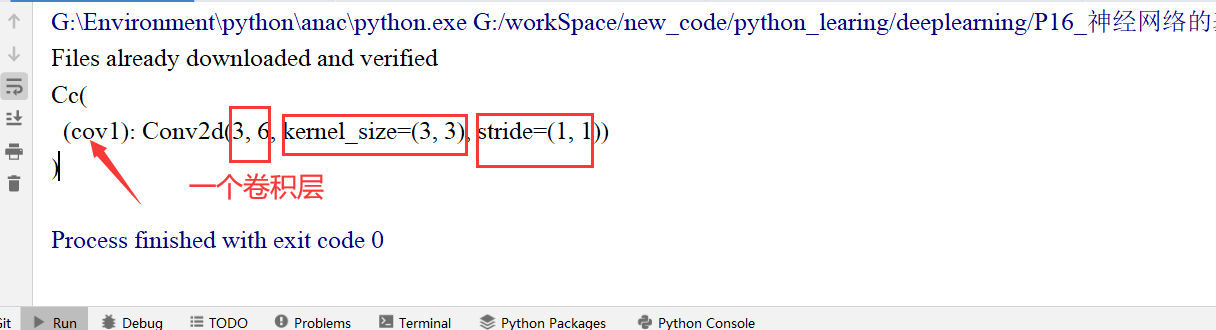 G:\Environment\python\anac\python.exe G:/workSpace/new_code/python_learing/deeplearning/P16_神经网络的
Files already downloaded and verified
Cc(
(cov1): Conv2d(3, 6, kernel_size=(3, 3), stride=(1, 1))
)
一个卷积层
Process finished with exit code 0
Git Run Debug TODO Problems Terminal Python Packages Python Console